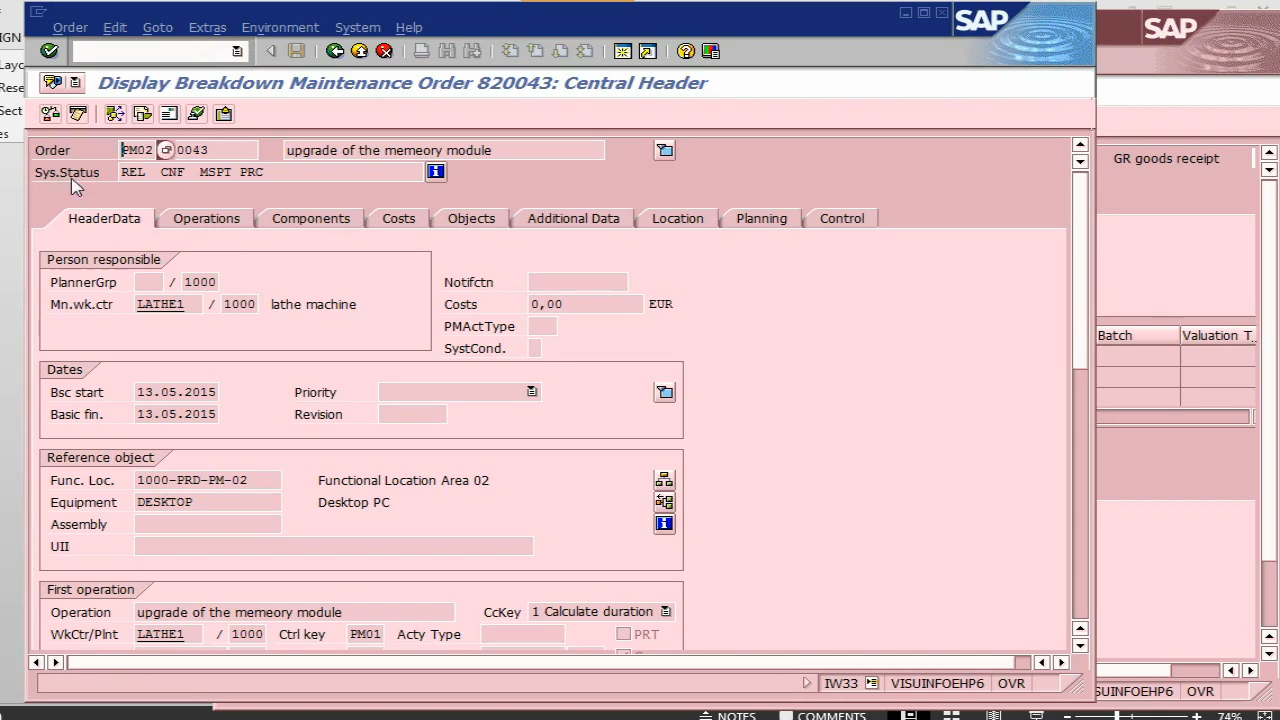 Order Edit Goto Extras Environment System Help
SAP
SAP
IGN
Layc
Rese
Sect
es
Display Breakdown Maintenance Order 820043: Central Header
Order PM02 0043 upgrade of the memeory module
Sys.Status REL CNF MSPT PRC
GR goods receipt
HeaderData Operations Components Costs Objects Additional Data Location Planning Control
Person responsible
PlannerGrp / 1000 Notifctn
Mn.wk.ctr LATHE1 / 1000 lathe machine Costs 0,00 EUR
PMActType
SystCond.
Batch Valuation T..
Dates
Bsc start 13.05.2015 Priority
Basic fin. 13.05.2015 Revision
Reference object
Func. Loc. 1000-PRD-PM-02 Functional Location Area 02
Equipment DESKTOP Desktop PC
Assembly
UII
First operation
Operation upgrade of the memeory module CcKey 1 Calculate duration
WkCtr/Plnt LATHE1 / 1000 Ctrl key PM01 Acty Type PRT
IW33 VISUINFOEHP6 OVR
SUINFOEHP6 OVR
NOTES COMMENTS 74%